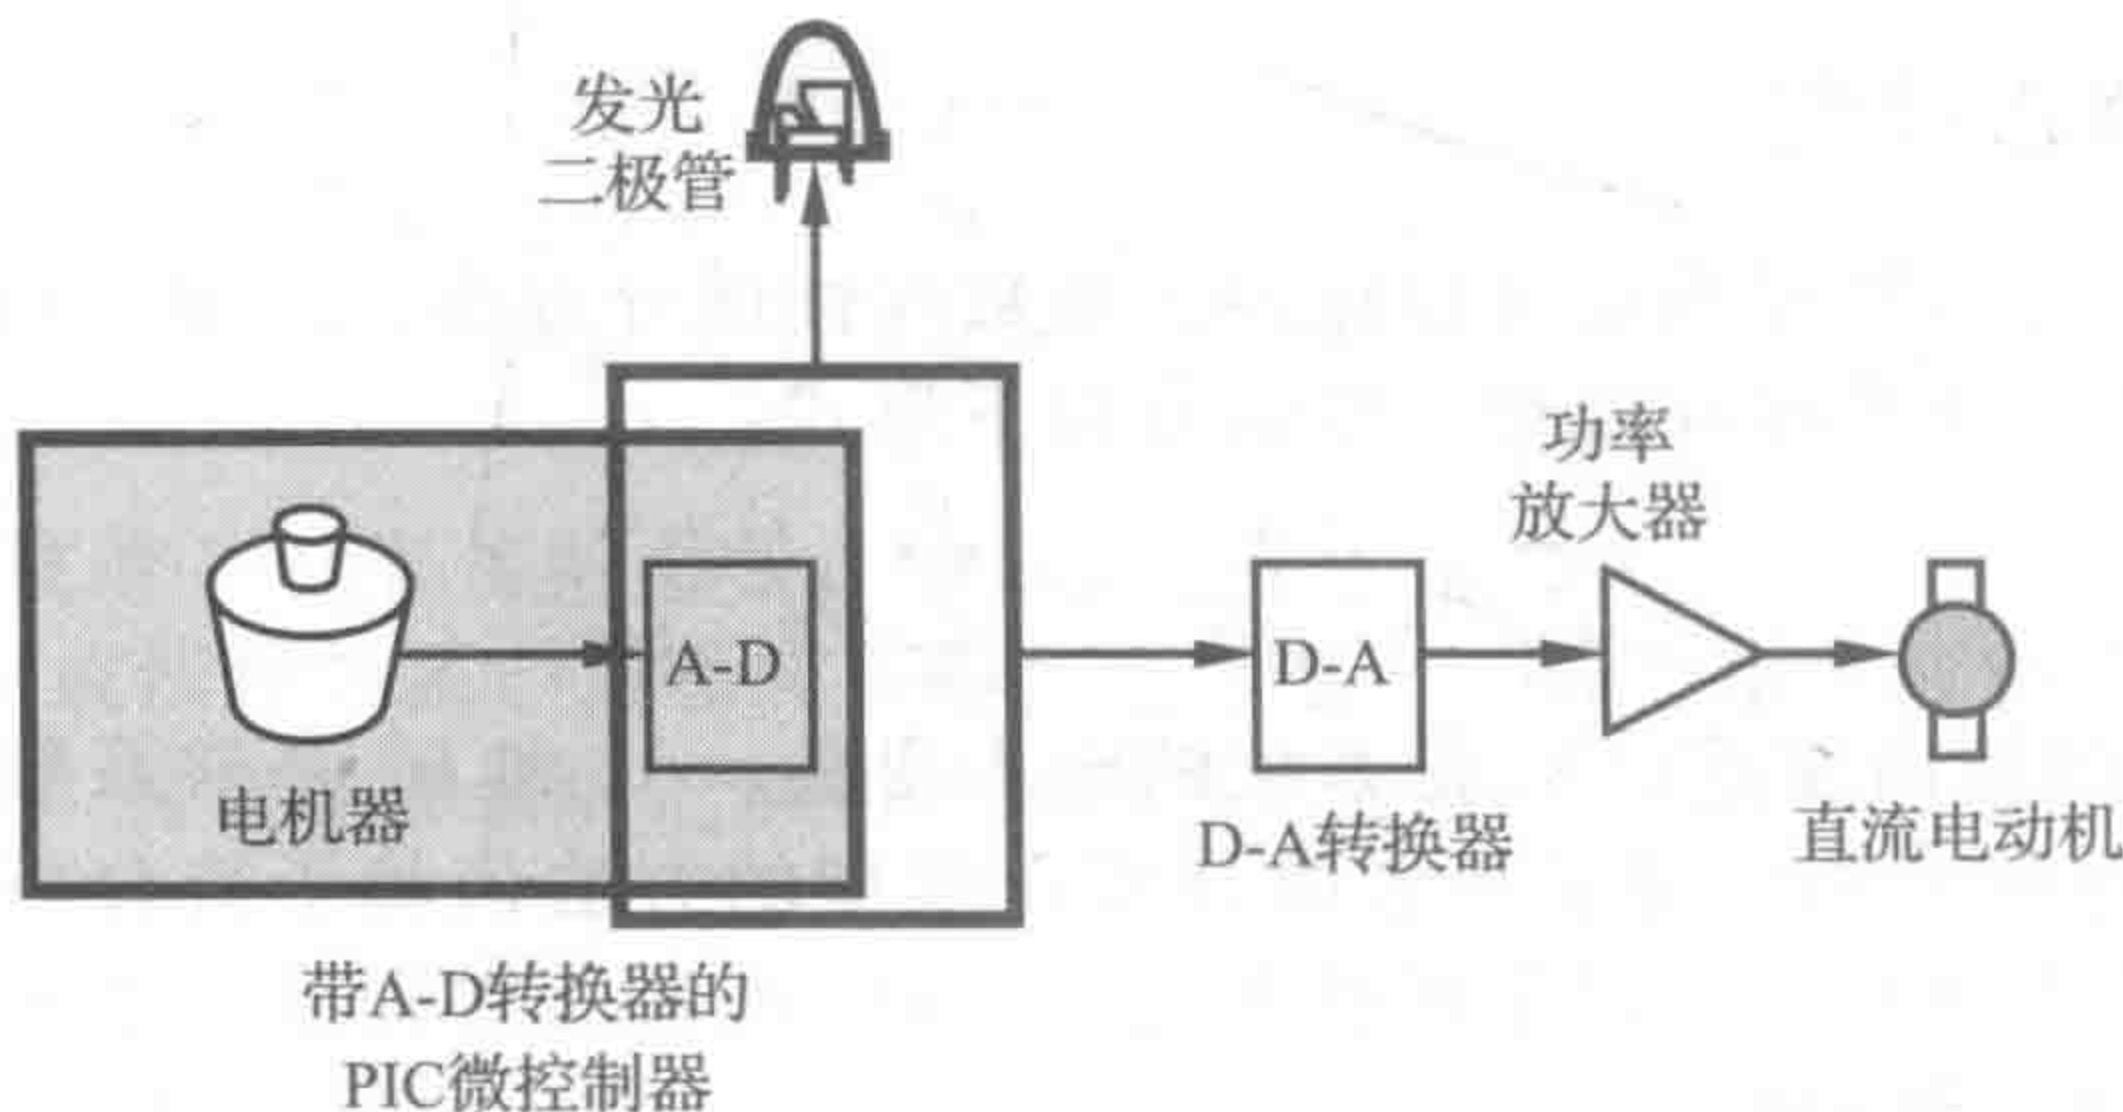 发光
二极管
功率
放大器
A-D
D-A
电机器
D-A转换器
直流电动机
带A-D转换器的
PIC微控制器